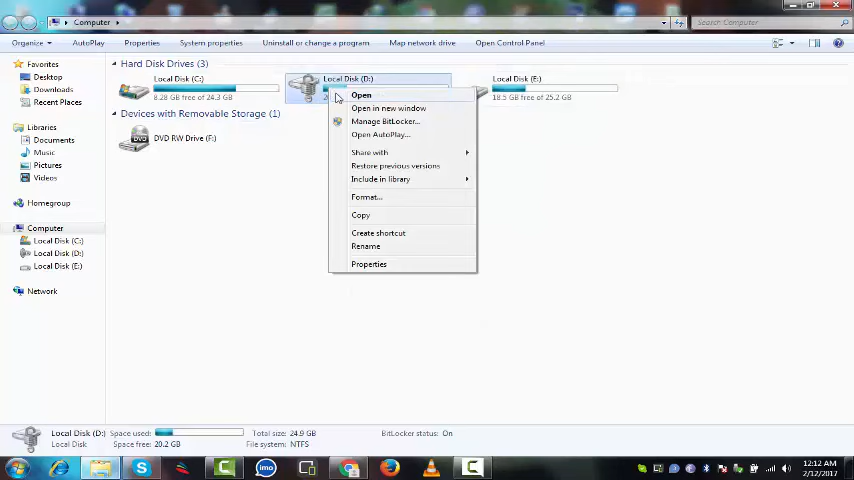 Computer
Search Computer
Organize
AutoPlay
Properties
System properties
Uninstall or change a program
Map network drive
Open Control Panel
Favorites
Desktop
Downloads
Recent Places
Libraries
Documents
Music
Pictures
Videos
Homegroup
Computer
Local Disk (C:)
Local Disk (D:)
Local Disk (E:)
Network
Hard Disk Drives (3)
Local Disk (C:)
8.28 GB free of 24.3 GB
Local Disk (D:)
Local Disk (E:)
18.5 GB free of 25.2 GB
Devices with Removable Storage (1)
DVD
DVD RW Drive (F:)
Open
Open in new window
Manage BitLocker...
Open AutoPlay...
Share with
Restore previous versions
Include in library
Format...
Copy
Create shortcut
Rename
Properties
Local Disk (D:) Space used: Total size: 24.9 GB BitLocker status: On
Local Disk Space free: 20.2 GB File system: NTFS
imo
12:12 AM
2/12/2017